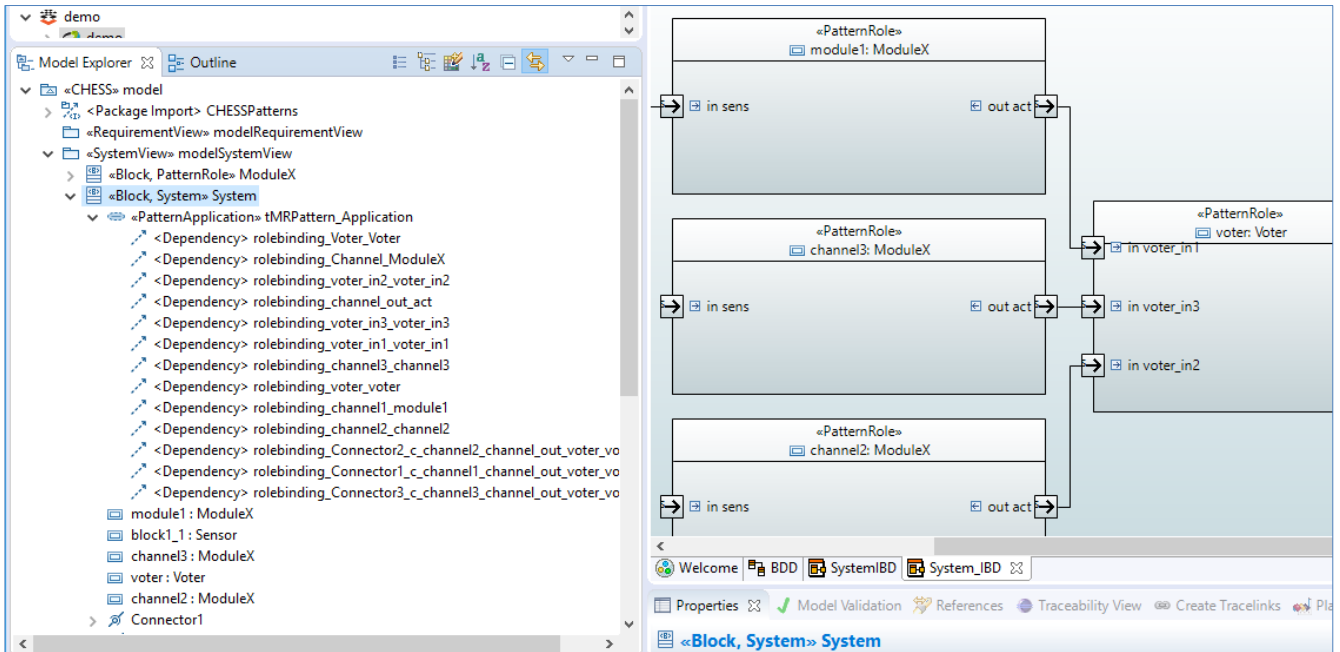 demo
demo
Model Explorer
Outline
«CHESS» model
<Package Import> CHESSPatterns
«RequirementView» modelRequirementView
«SystemView» modelSystemView
«Block, PatternRole» ModuleX
«Block, System» System
«PatternApplication» tMRPattern_Application
<Dependency> rolebinding_Voter_Voter
<Dependency> rolebinding_Channel_ModuleX
<Dependency> rolebinding_voter_in2_voter_in2
<Dependency> rolebinding_channel_out_act
<Dependency> rolebinding_voter_in3_voter_in3
<Dependency> rolebinding_voter_in1_voter_in1
<Dependency> rolebinding_channel3_channel3
<Dependency> rolebinding_voter_voter
<Dependency> rolebinding_channel1_module1
<Dependency> rolebinding_channel2_channel2
<Dependency> rolebinding_Connector2_c_channel2_channel_out_voter_vo
<Dependency> rolebinding_Connector1_c_channel1_channel_out_voter_vo
<Dependency> rolebinding_Connector3_c_channel3_channel_out_voter_vo
module1 : ModuleX
block1_1 : Sensor
channel3 : ModuleX
voter : Voter
channel2 : ModuleX
Connector1
«PatternRole»
module1: ModuleX
in sens
out act
«PatternRole»
channel3: ModuleX
in sens
out act
«PatternRole»
channel2: ModuleX
in sens
out act
«PatternRole»
voter: Voter
in voter_in1
in voter_in3
in voter_in2
Welcome
BDD
SystemIBD
System_IBD
Properties
Model Validation
References
Traceability View
Create Tracelinks
Pla
«Block, System» System